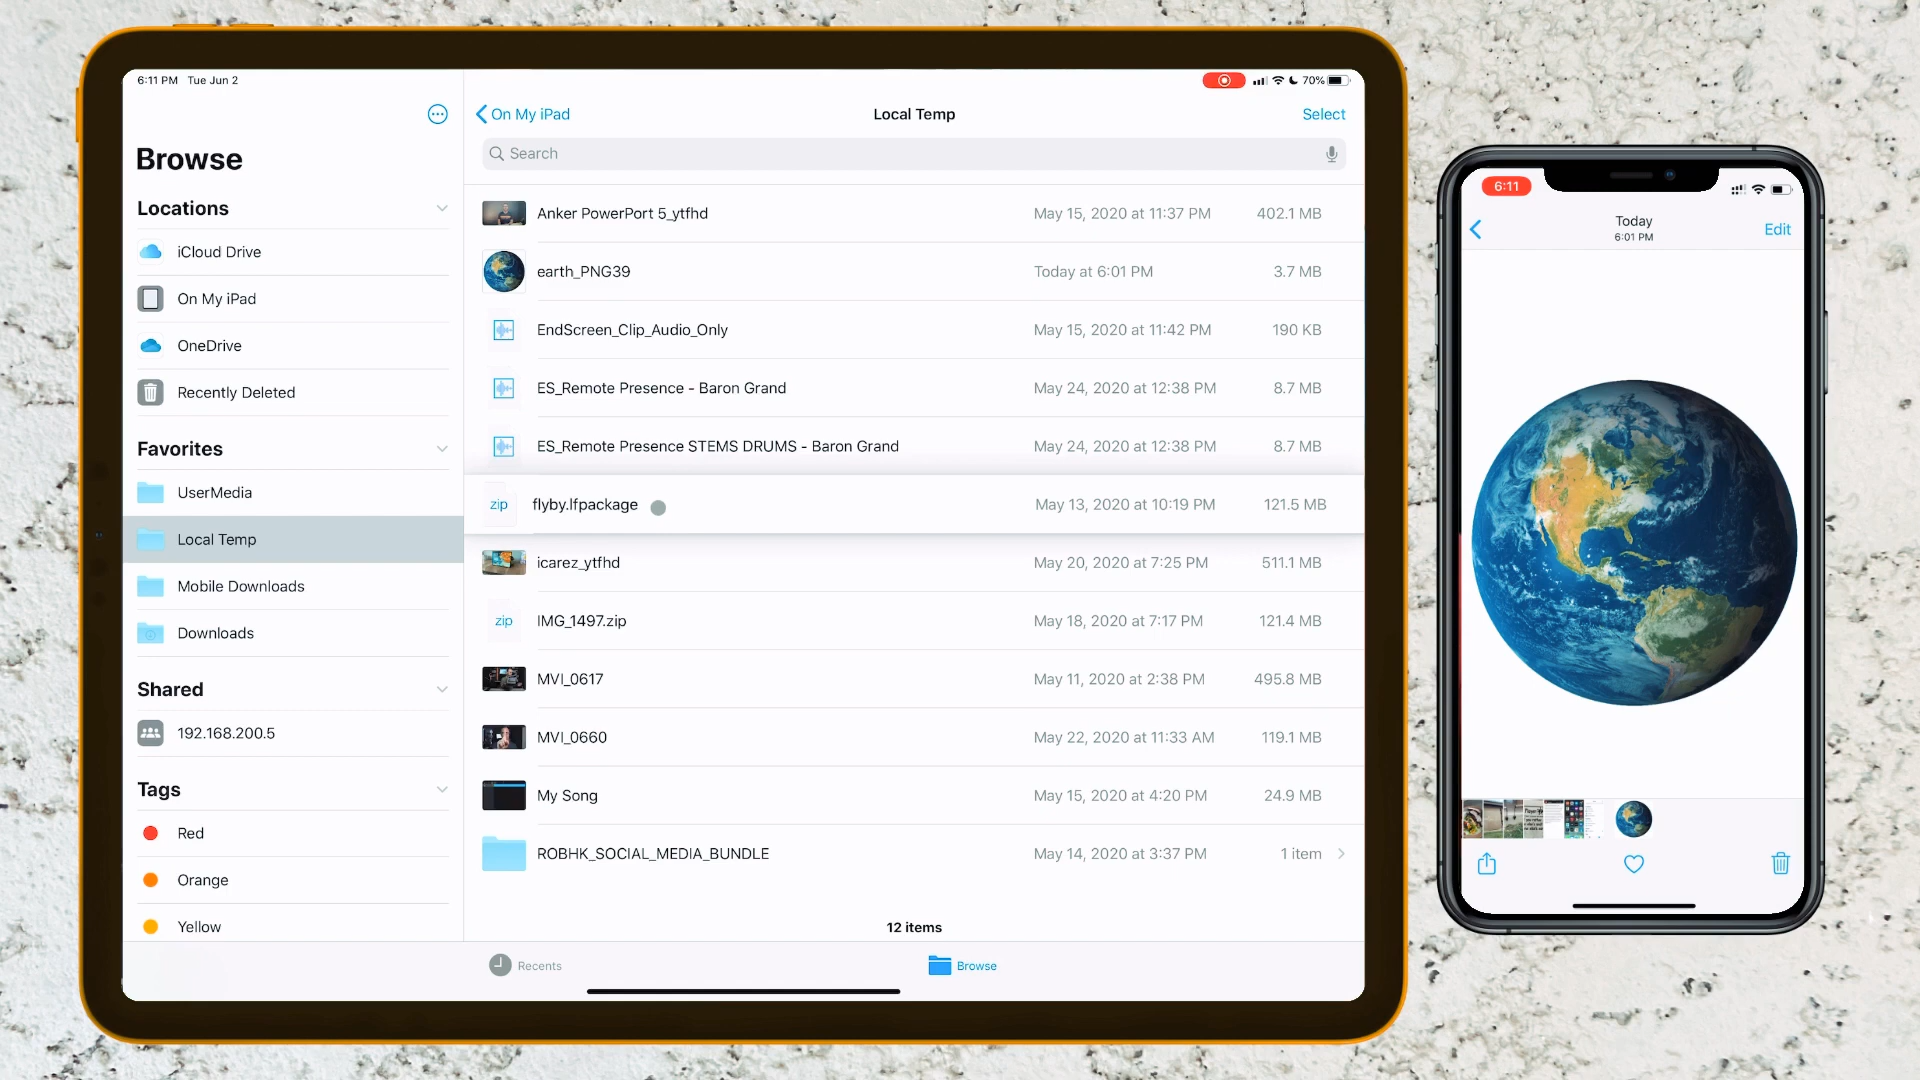 6:11 PM Tue Jun 2
70%
Browse
Locations
iCloud Drive
On My iPad
OneDrive
Recently Deleted
Favorites
UserMedia
Local Temp
Mobile Downloads
Downloads
Shared
192.168.200.5
Tags
Red
Orange
Yellow
On My iPad
Local Temp
Select
Search
Anker PowerPort 5_ytfhd May 15, 2020 at 11:37 PM 402.1 MB
earth_PNG39 Today at 6:01 PM 3.7 MB
EndScreen_Clip_Audio_Only May 15, 2020 at 11:42 PM 190 KB
ES_Remote Presence - Baron Grand May 24, 2020 at 12:38 PM 8.7 MB
ES_Remote Presence STEMS DRUMS - Baron Grand May 24, 2020 at 12:38 PM 8.7 MB
zip flyby.lfpackage May 13, 2020 at 10:19 PM 121.5 MB
icarez_ytfhd May 20, 2020 at 7:25 PM 511.1 MB
zip IMG_1497.zip May 18, 2020 at 7:17 PM 121.4 MB
MVI_0617 May 11, 2020 at 2:38 PM 495.8 MB
MVI_0660 May 22, 2020 at 11:33 AM 119.1 MB
My Song May 15, 2020 at 4:20 PM 24.9 MB
ROBHK_SOCIAL_MEDIA_BUNDLE May 14, 2020 at 3:37 PM 1 item
12 items
Recents
Browse
6:11
Today
6:01 PM
Edit